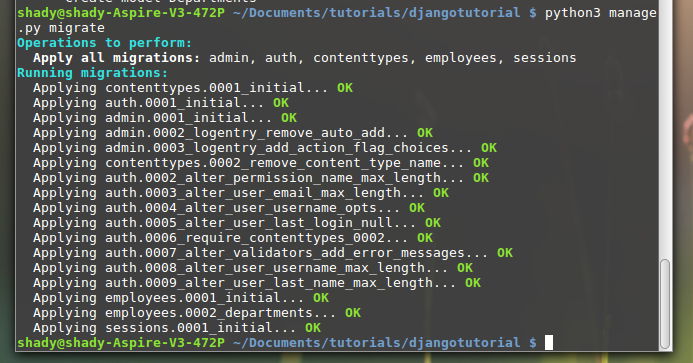 shady@shady-Aspire-V3-472P ~/Documents/tutorials/djangotutorial $ python3 manage
.py migrate
Operations to perform:
  Apply all migrations: admin, auth, contenttypes, employees, sessions
Running migrations:
  Applying contenttypes.0001_initial... OK
  Applying auth.0001_initial... OK
  Applying admin.0001_initial... OK
  Applying admin.0002_logentry_remove_auto_add... OK
  Applying admin.0003_logentry_add_action_flag_choices... OK
  Applying contenttypes.0002_remove_content_type_name... OK
  Applying auth.0002_alter_permission_name_max_length... OK
  Applying auth.0003_alter_user_email_max_length... OK
  Applying auth.0004_alter_user_username_opts... OK
  Applying auth.0005_alter_user_last_login_null... OK
  Applying auth.0006_require_contenttypes_0002... OK
  Applying auth.0007_alter_validators_add_error_messages... OK
  Applying auth.0008_alter_user_username_max_length... OK
  Applying auth.0009_alter_user_last_name_max_length... OK
  Applying employees.0001_initial... OK
  Applying employees.0002_departments... OK
  Applying sessions.0001_initial... OK
shady@shady-Aspire-V3-472P ~/Documents/tutorials/djangotutorial $